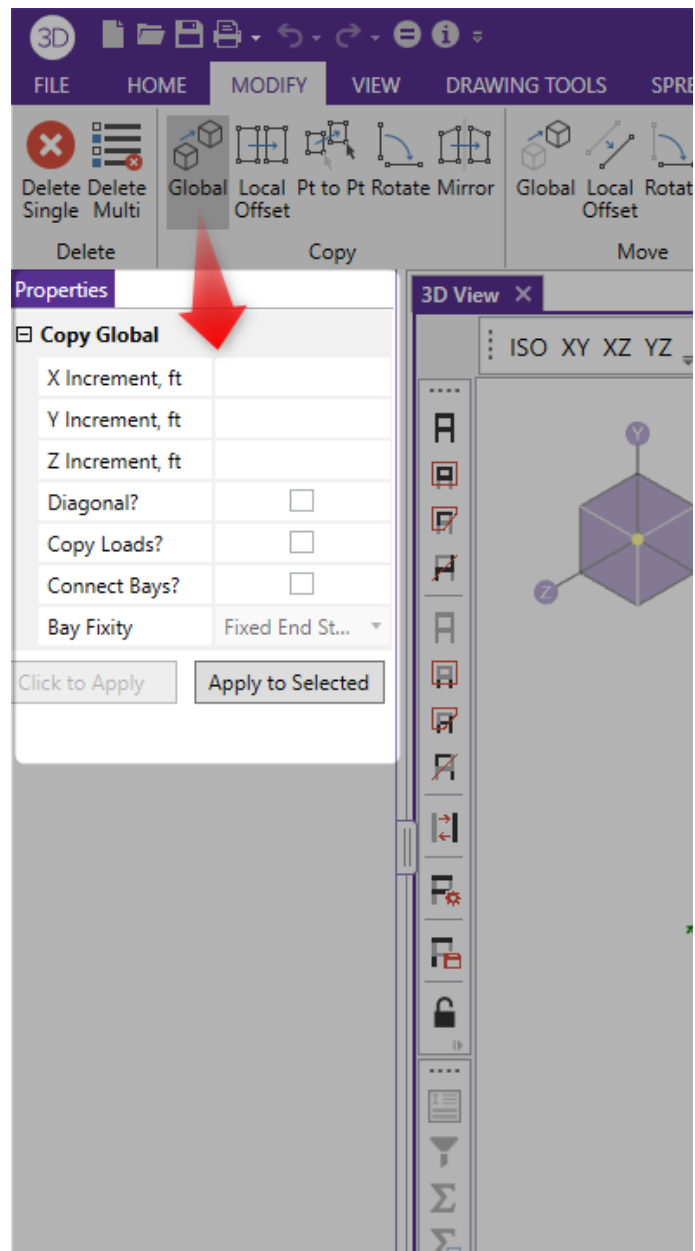 3D
FILE HOME MODIFY VIEW DRAWING TOOLS SPRE
Delete Single
Delete Multi
Global
Local Offset
Pt to Pt
Rotate
Mirror
Global
Local Offset
Rotat
Delete Copy Move
Properties
3D View
Copy Global
ISO XY XZ YZ
X Increment, ft
Y Increment, ft
Z Increment, ft
Diagonal?
Copy Loads?
Connect Bays?
Bay Fixity Fixed End St...
Click to Apply Apply to Selected
Y
Z